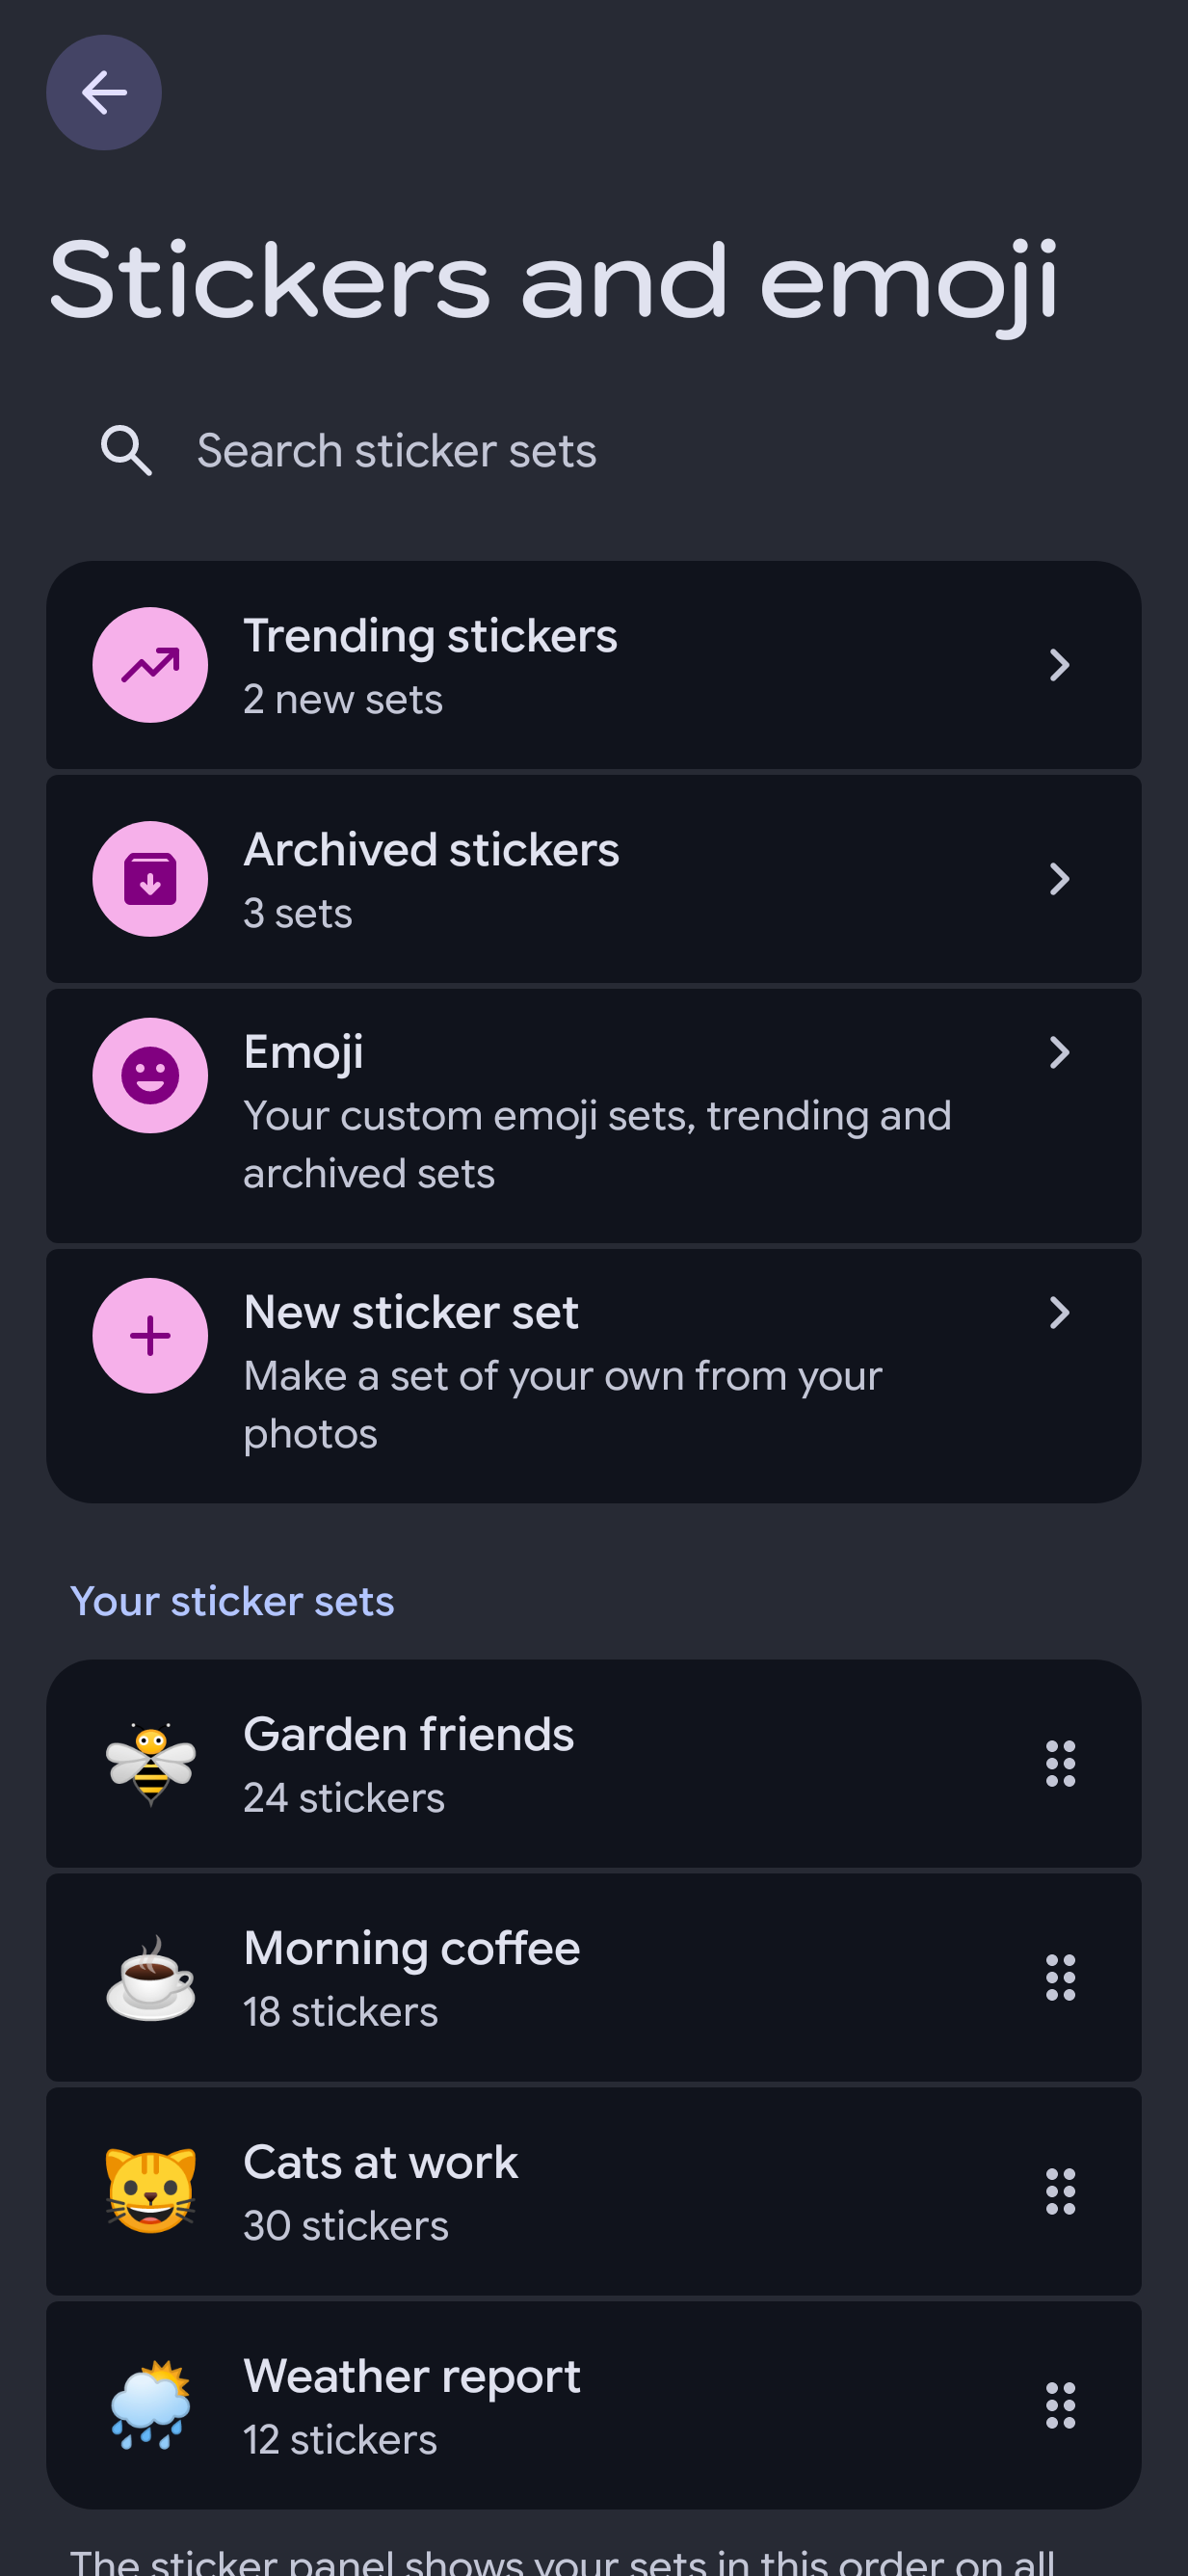 Stickers and emoji
Search sticker sets
Trending stickers
2 new sets
Archived stickers
3 sets
Emoji
Your custom emoji sets, trending and
archived sets
New sticker set
Make a set of your own from your
photos
Your sticker sets
Garden friends
24 stickers
Morning coffee
18 stickers
Cats at work
30 stickers
Weather report
12 stickers
The sticker panel shows your sets in this order on all